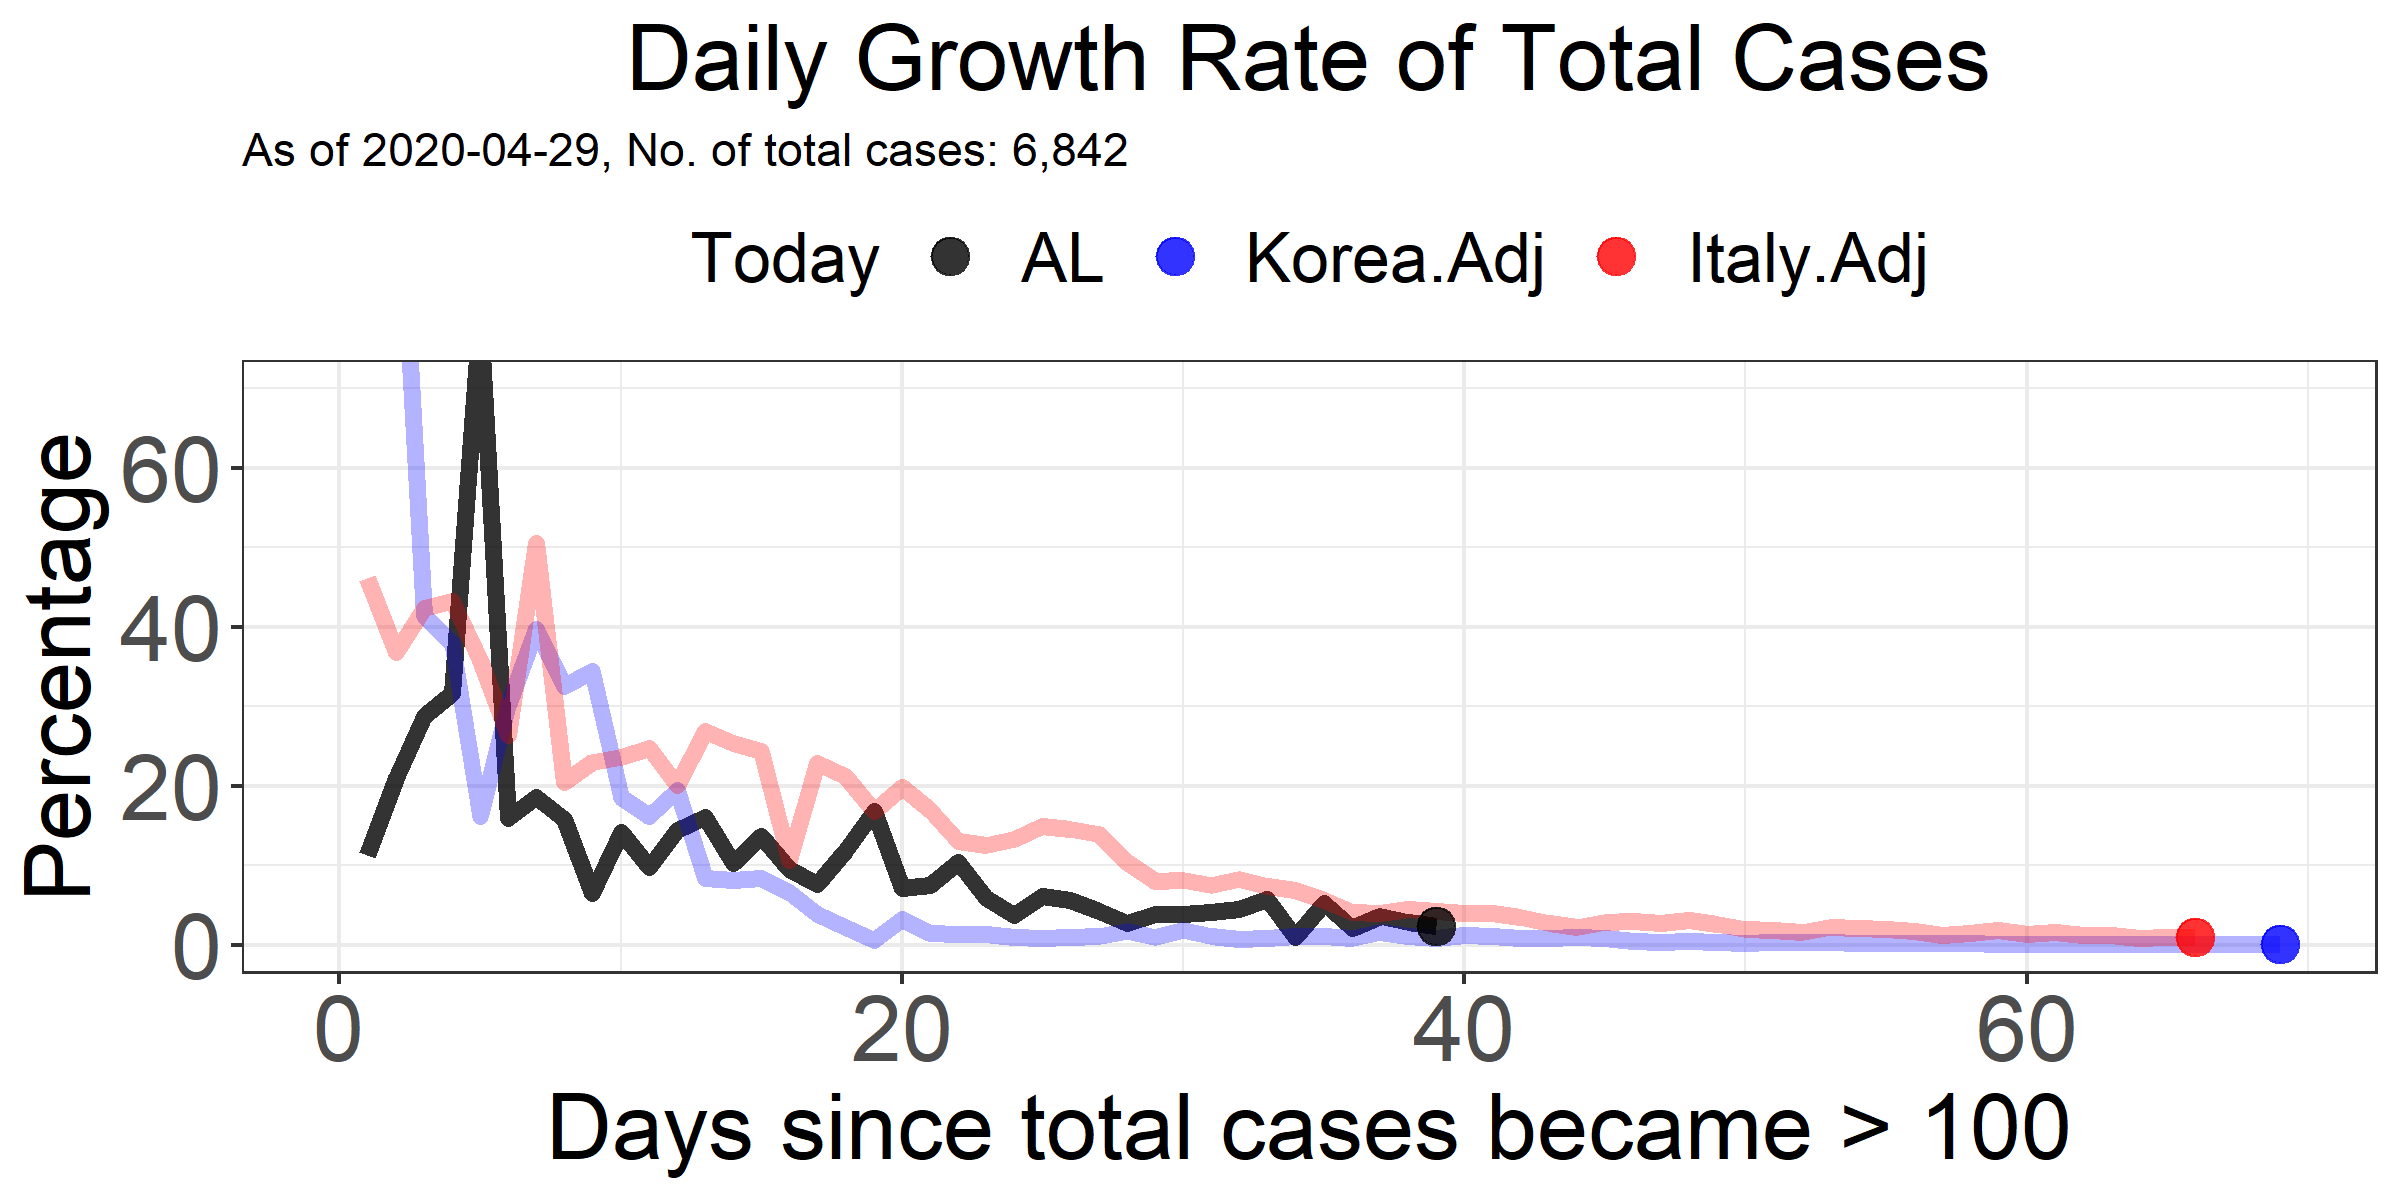 Daily Growth Rate of Total Cases
As of 2020-04-29, No. of total cases: 6,842
Today AL Korea.Adj Italy.Adj
Percentage
60
40
20
0
0 20 40 60
Days since total cases became > 100